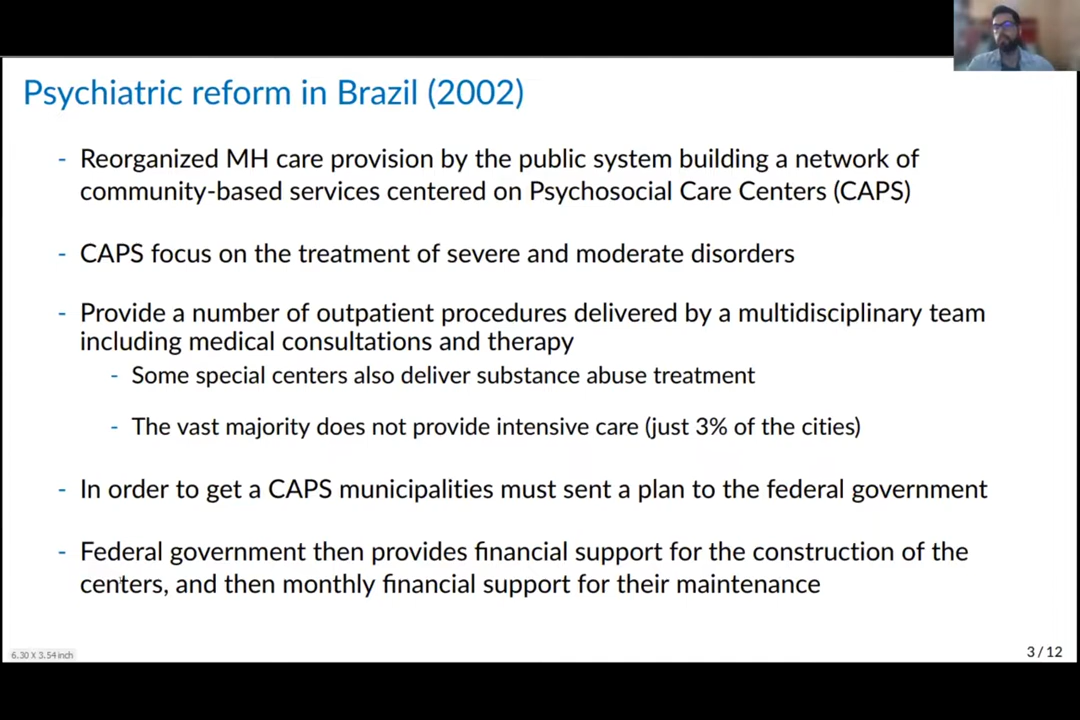 Psychiatric reform in Brazil (2002)
- Reorganized MH care provision by the public system building a network of
community-based services centered on Psychosocial Care Centers (CAPS)
- CAPS focus on the treatment of severe and moderate disorders
- Provide a number of outpatient procedures delivered by a multidisciplinary team
including medical consultations and therapy
- Some special centers also deliver substance abuse treatment
- The vast majority does not provide intensive care (just 3% of the cities)
- In order to get a CAPS municipalities must sent a plan to the federal government
- Federal government then provides financial support for the construction of the
centers, and then monthly financial support for their maintenance
6.30 X 3.54 inch
3 / 12